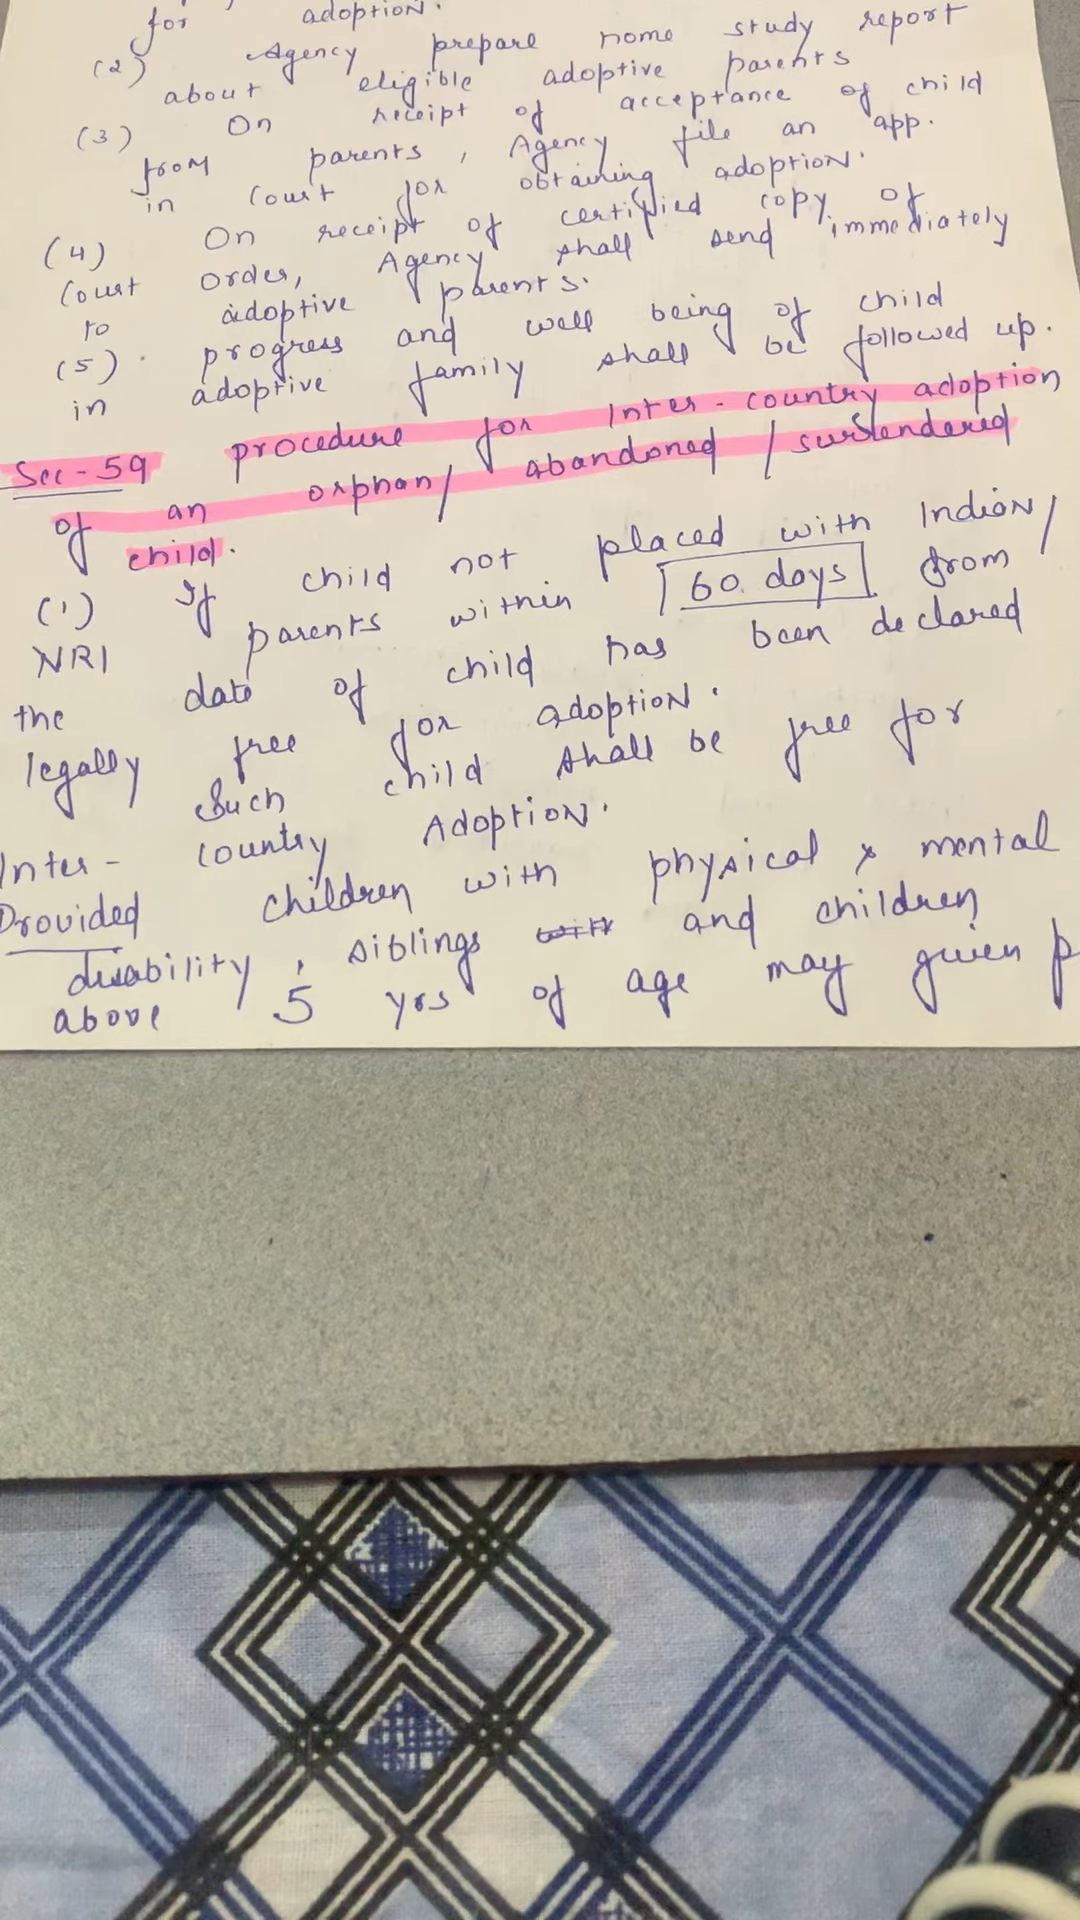 for adoption.
(2) Agency prepare home study report
about eligible adoptive parents
(3) On receipt of acceptance of child
from parents, Agency file an app.
in Court for obtaining adoption.
(4) On receipt of certified copy of
Court order, Agency shall send immediately
to adoptive parents.
(5) progress and well being of child
in adoptive family shall be followed up.
Sec-59 procedure for Inter-country adoption
of an orphan/ abandoned / surrendered
child.
(1) If child not placed with Indian/
NRI parents within 60 days from
the date of child has been declared
legally free for adoption.
Such child shall be free for
Inter-country Adoption.
Provided children with physical & mental
disability, siblings and children
above 5 yrs of age may given p